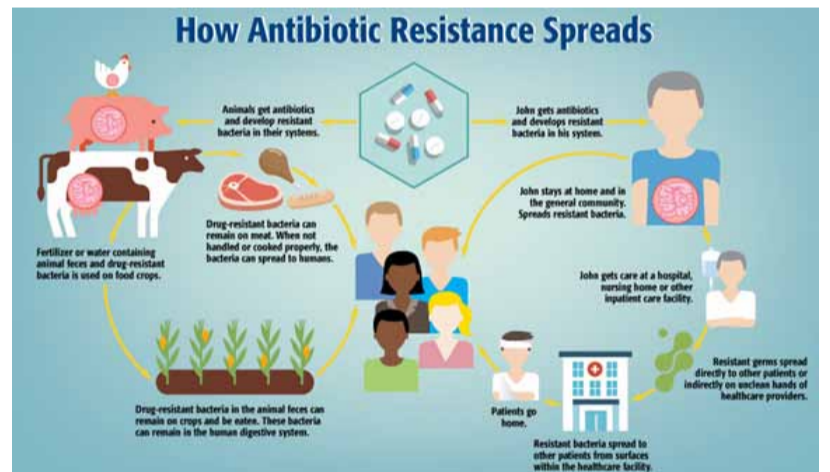 How Antibiotic Resistance Spreads
Animals get antibiotics
and develop resistant
bacteria in their systems.
John gets antibiotics
and develops resistant
bacteria in his system.
Drug-resistant bacteria can
remain on meat. When not
handled or cooked properly, the
bacteria can spread to humans.
John stays at home and in
the general community.
Spreads resistant bacteria.
Fertilizer or water containing
animal feces and drug-resistant
bacteria is used on food crops.
John gets care at a hospital,
nursing home or other
inpatient care facility.
Resistant germs spread
directly to other patients or
indirectly on unclean hands of
healthcare providers.
Drug-resistant bacteria in the animal feces can
remain on crops and be eaten. These bacteria
can remain in the human digestive system.
Patients go
home.
Resistant bacteria spread to
other patients from surfaces
within the healthcare facility.